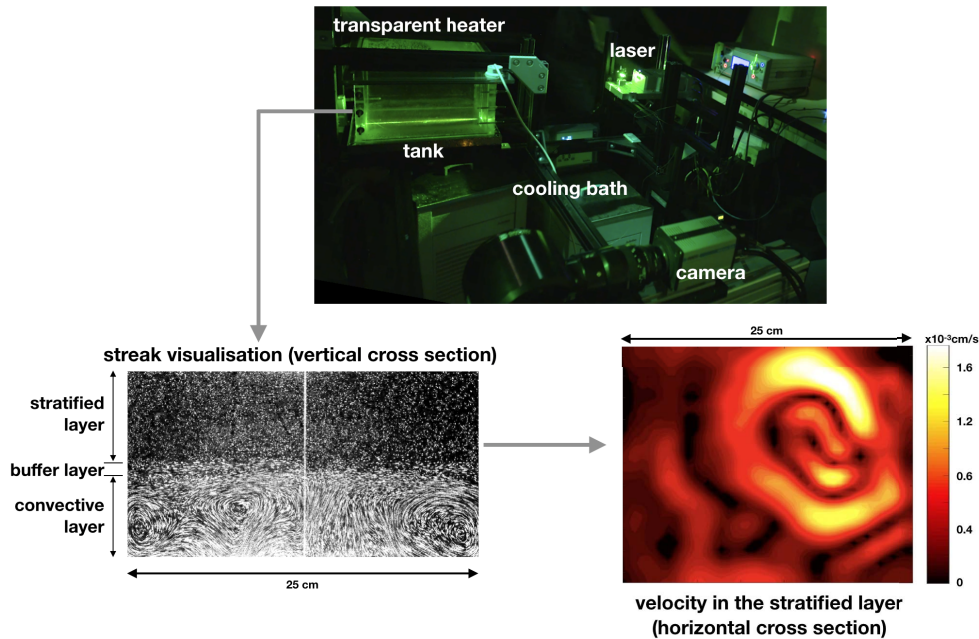 transparent heater
laser
tank
cooling bath
camera
streak visualisation (vertical cross section)
stratified
layer
buffer layer
convective
layer
25 cm
25 cm
x10⁻³cm/s
1.6
1.2
0.8
0.4
0
velocity in the stratified layer
(horizontal cross section)